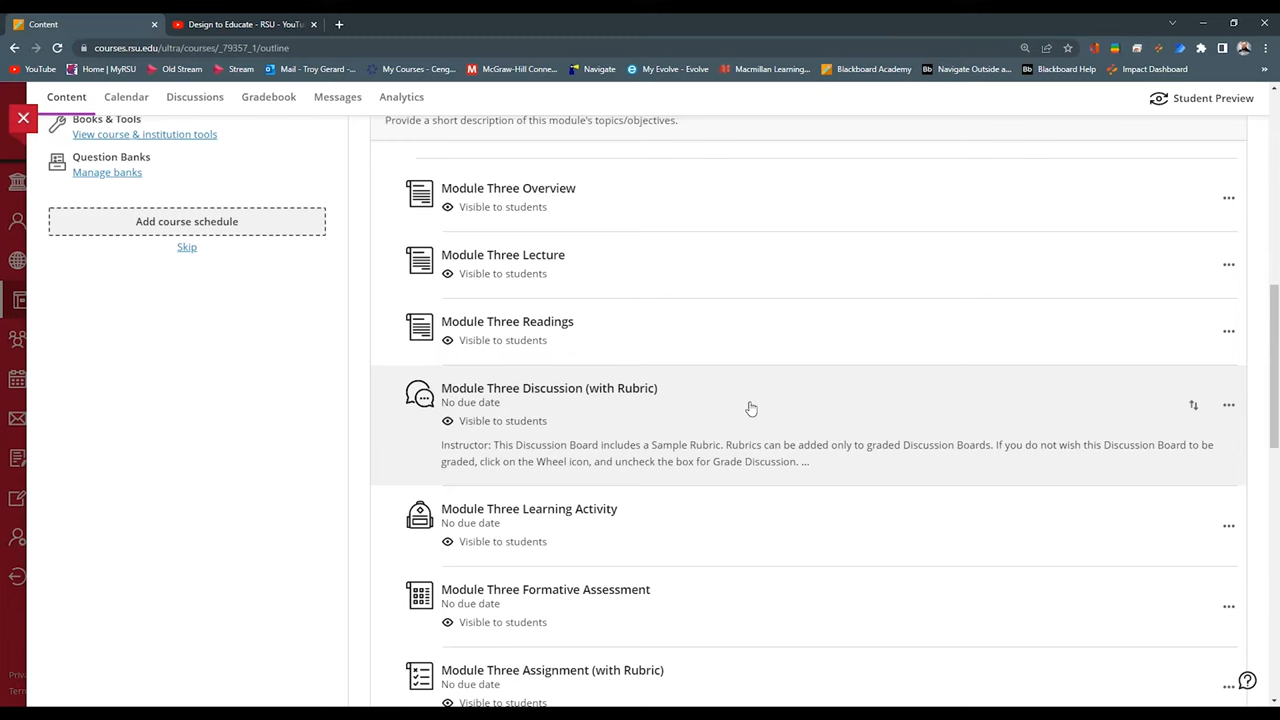 Content
Design to Educate - RSU - YouTu
courses.rsu.edu/ultra/courses/_79357_1/outline
YouTube
Home | MyRSU
Old Stream
Stream
Mail - Troy Gerard -...
My Courses - Ceng...
McGraw-Hill Conne...
Navigate
My Evolve - Evolve
Macmillan Learning...
Blackboard Academy
Navigate Outside a...
Blackboard Help
Impact Dashboard
Content
Calendar
Discussions
Gradebook
Messages
Analytics
Student Preview
Books & Tools
View course & institution tools
Question Banks
Manage banks
Add course schedule
Skip
Provide a short description of this module's topics/objectives.
Module Three Overview
Visible to students
Module Three Lecture
Visible to students
Module Three Readings
Visible to students
Module Three Discussion (with Rubric)
No due date
Visible to students
Instructor: This Discussion Board includes a Sample Rubric. Rubrics can be added only to graded Discussion Boards. If you do not wish this Discussion Board to be
graded, click on the Wheel icon, and uncheck the box for Grade Discussion. ...
Module Three Learning Activity
No due date
Visible to students
Module Three Formative Assessment
No due date
Visible to students
Module Three Assignment (with Rubric)
No due date
Visible to students
Priv
Term